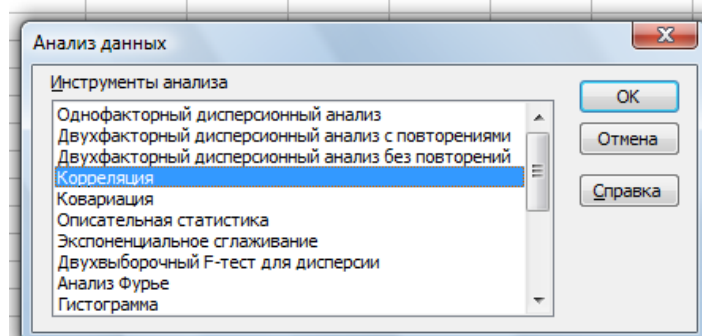 Анализ данных
Инструменты анализа
Однофакторный дисперсионный анализ
Двухфакторный дисперсионный анализ с повторениями
Двухфакторный дисперсионный анализ без повторений
Корреляция
Ковариация
Описательная статистика
Экспоненциальное сглаживание
Двухвыборочный F-тест для дисперсии
Анализ Фурье
Гистограмма
OK
Отмена
Справка